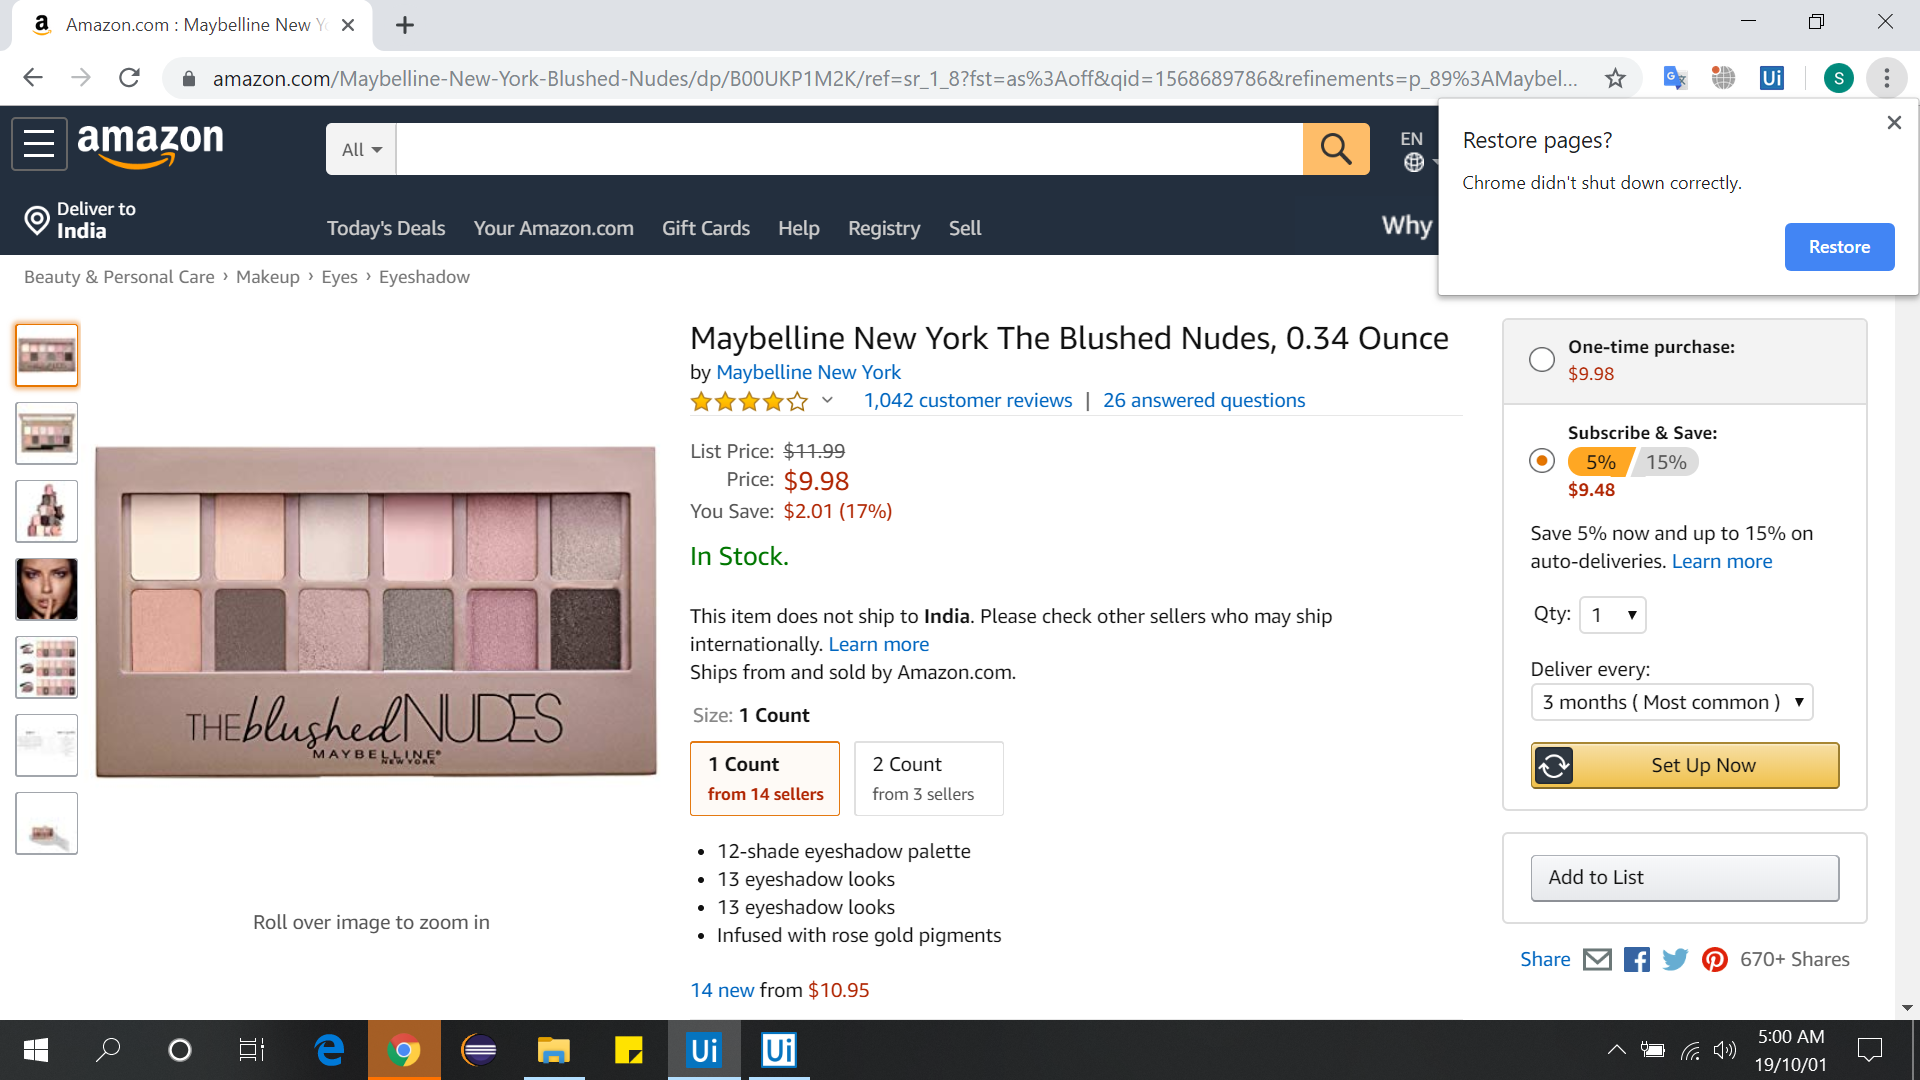 Amazon.com : Maybelline New Y
amazon.com/Maybelline-New-York-Blushed-Nudes/dp/B00UKP1M2K/ref=sr_1_8?fst=as%3Aoff&qid=1568689786&refinements=p_89%3AMaybel...
Ui
S
amazon
All
EN
Restore pages?
Chrome didn't shut down correctly.
Restore
Deliver to
India
Today's Deals
Your Amazon.com
Gift Cards
Help
Registry
Sell
Why
Beauty & Personal Care › Makeup › Eyes › Eyeshadow
THE blushed NUDES
MAYBELLINE®
NEW YORK
Roll over image to zoom in
Maybelline New York The Blushed Nudes, 0.34 Ounce
by Maybelline New York
1,042 customer reviews | 26 answered questions
List Price: $11.99
Price: $9.98
You Save: $2.01 (17%)
In Stock.
This item does not ship to India. Please check other sellers who may ship
internationally. Learn more
Ships from and sold by Amazon.com.
Size: 1 Count
1 Count
from 14 sellers
2 Count
from 3 sellers
• 12-shade eyeshadow palette
• 13 eyeshadow looks
• 13 eyeshadow looks
• Infused with rose gold pigments
14 new from $10.95
One-time purchase:
$9.98
Subscribe & Save:
5% 15%
$9.48
Save 5% now and up to 15% on
auto-deliveries. Learn more
Qty: 1
Deliver every:
3 months ( Most common )
Set Up Now
Add to List
Share
670+ Shares
Ui
Ui
5:00 AM
19/10/01